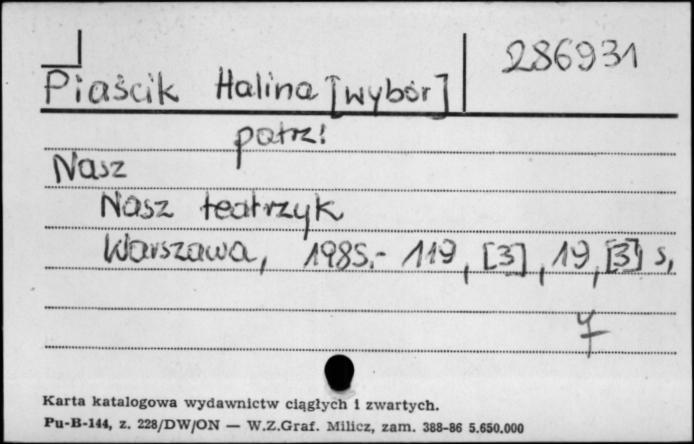 286931
Piaścik Halina [wybór]
patrz:
Nasz
Nasz teatrzyk
Warszawa, 1985.- 119, [3], 19, [3] s,
7
Karta katalogowa wydawnictw ciągłych i zwartych.
Pu-B-144, z. 228/DW/ON — W.Z.Graf. Milicz, zam. 388-86 5.650.000